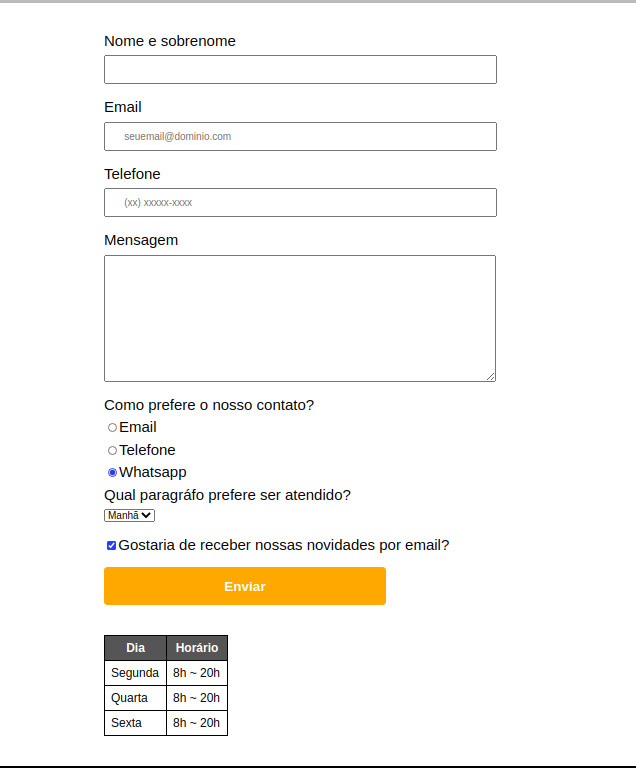 Nome e sobrenome
Email
seuemail@dominio.com
Telefone
(xx) xxxxx-xxxx
Mensagem
Como prefere o nosso contato?
Email
Telefone
Whatsapp
Qual paragráfo prefere ser atendido?
Manhã
Gostaria de receber nossas novidades por email?
Enviar
Dia Horário
Segunda 8h ~ 20h
Quarta 8h ~ 20h
Sexta 8h ~ 20h